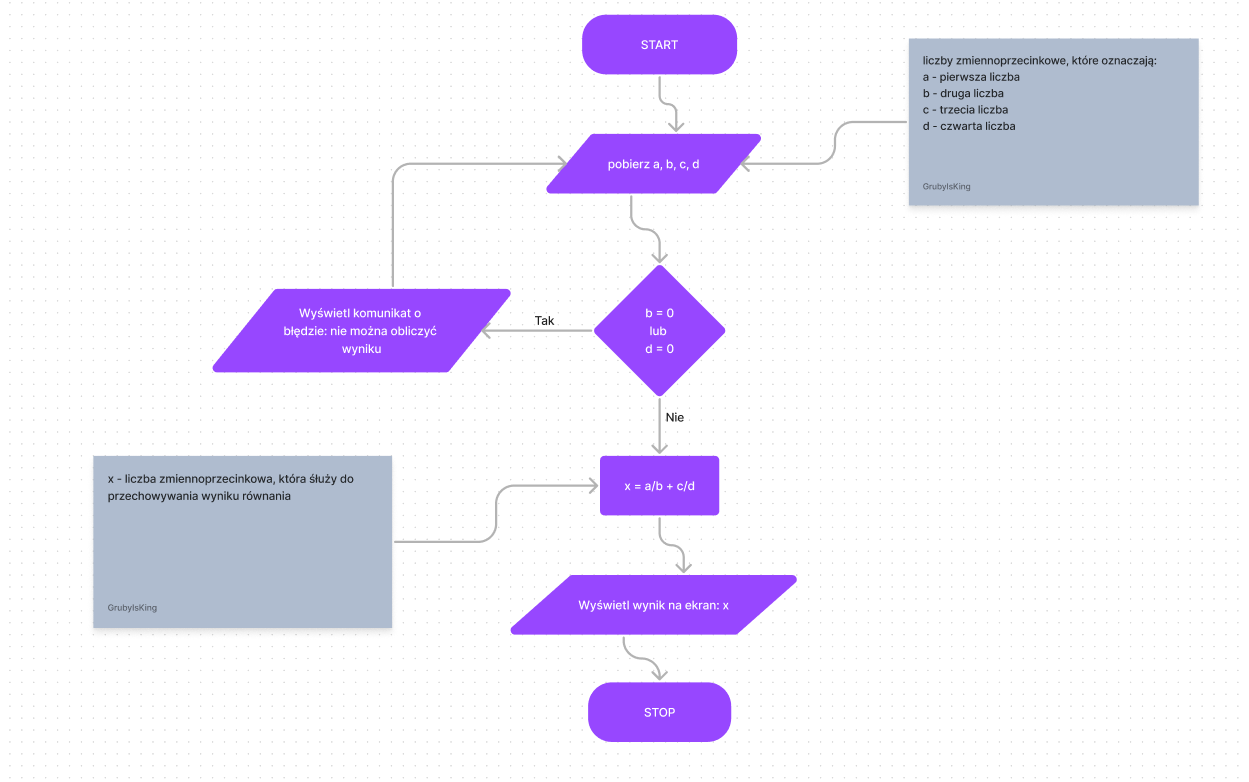 START
liczby zmiennoprzecinkowe, które oznaczają:
a - pierwsza liczba
b - druga liczba
c - trzecia liczba
d - czwarta liczba
GrubyIsKing
pobierz a, b, c, d
Wyświetl komunikat o
błędzie: nie można obliczyć
wyniku
Tak
b = 0
lub
d = 0
Nie
x - liczba zmiennoprzecinkowa, która śłuży do
przechowywania wyniku równania
GrubyIsKing
x = a/b + c/d
Wyświetl wynik na ekran: x
STOP